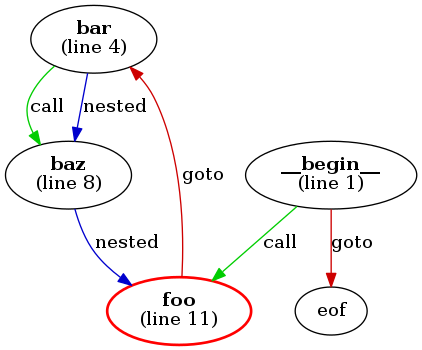 bar
(line 4)
call
nested
baz
(line 8)
__begin__
(line 1)
goto
nested
call
goto
foo
(line 11)
eof